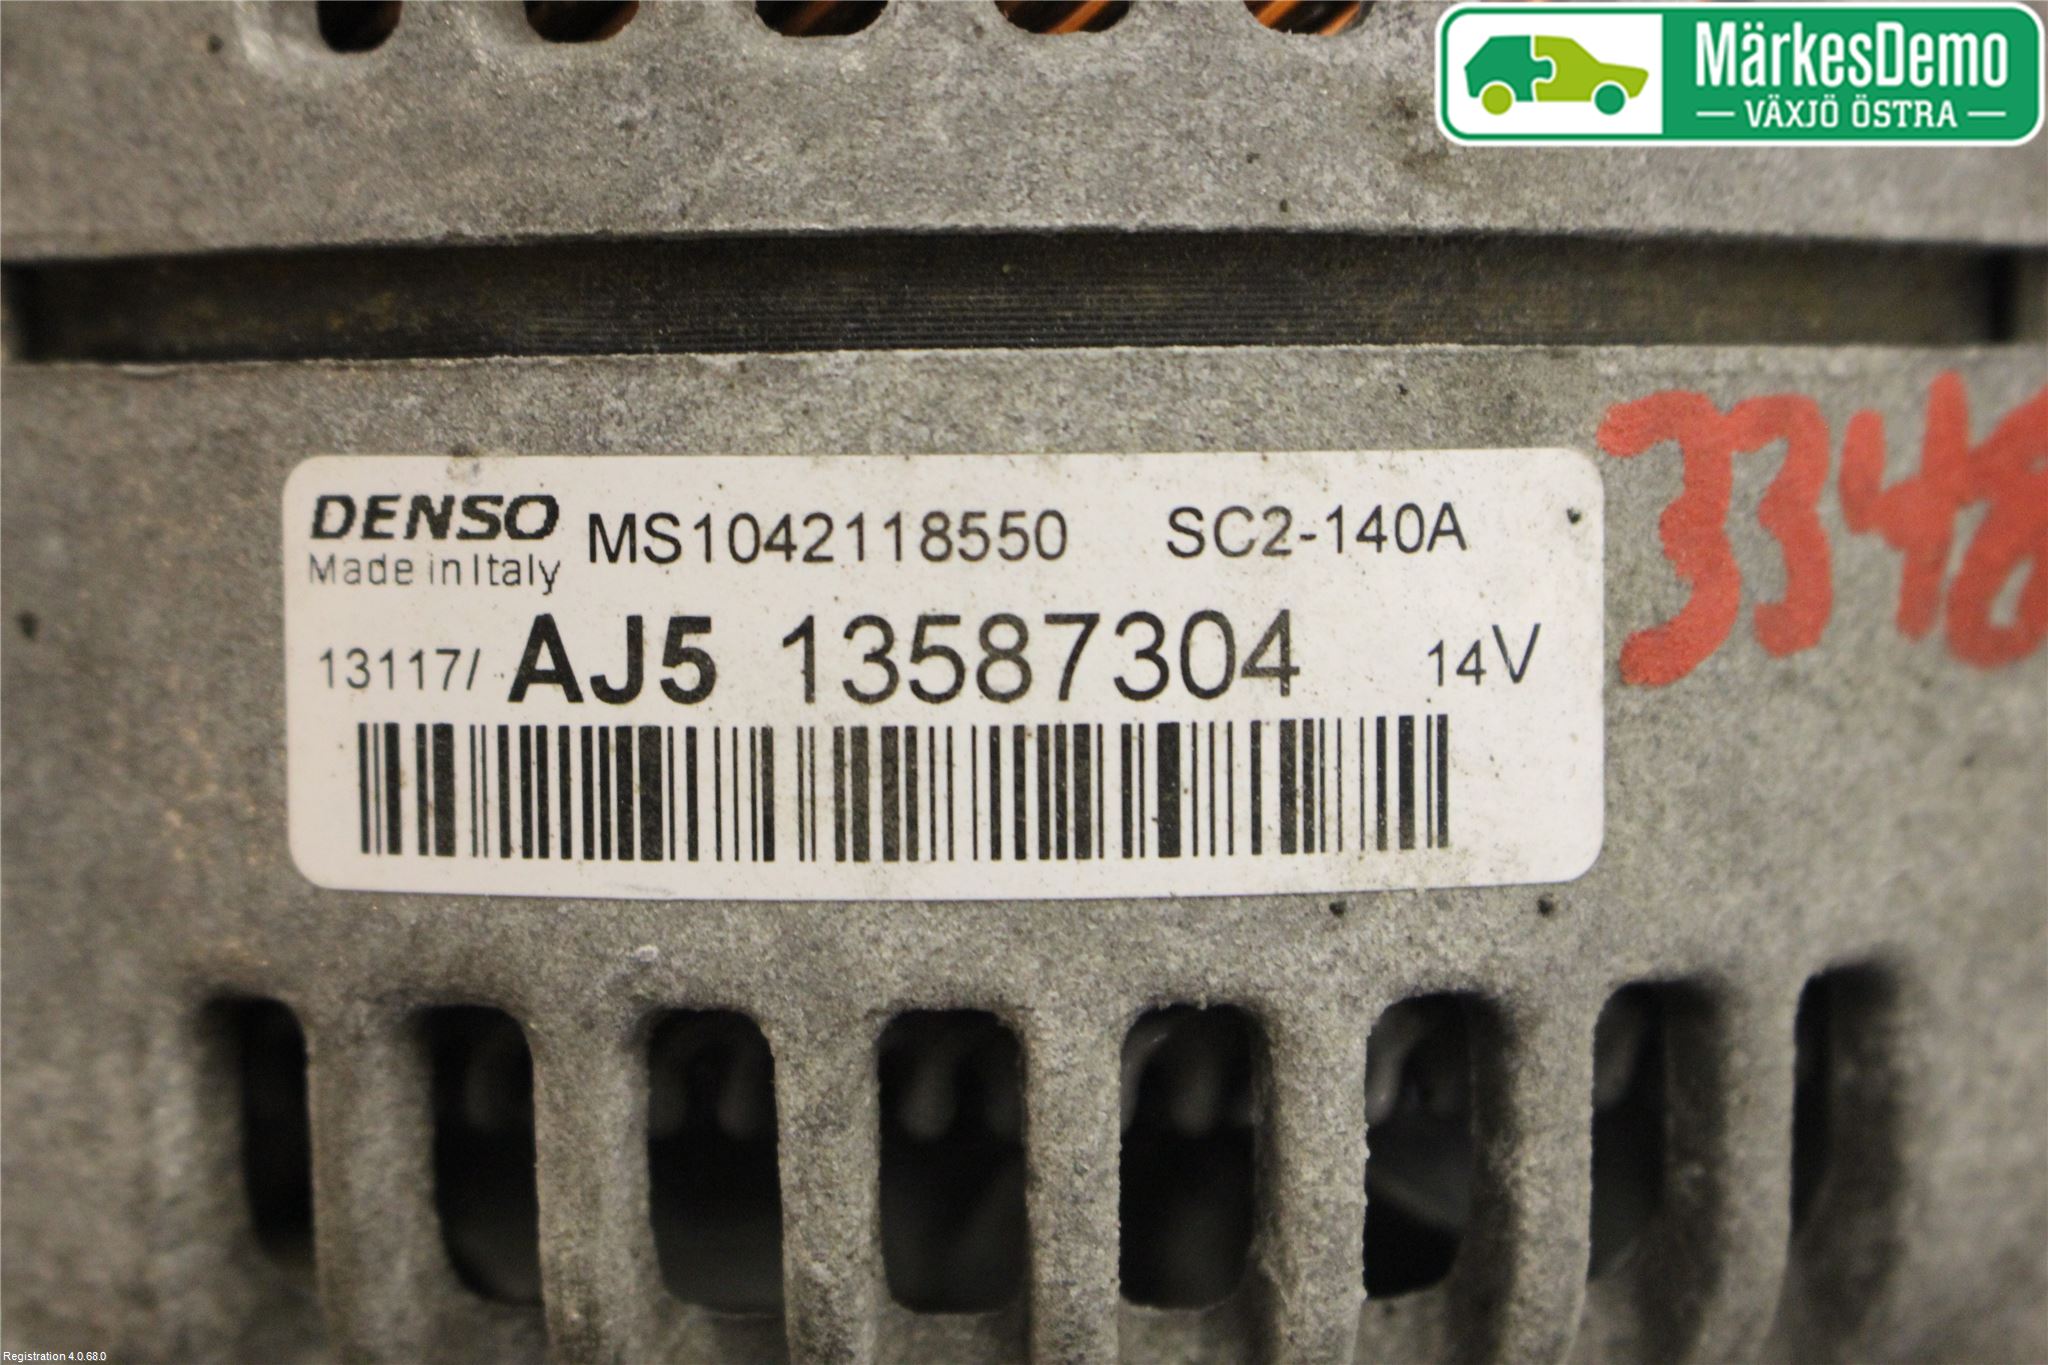 MärkesDemo
— VÄXJÖ ÖSTRA —
3348
DENSO MS1042118550 SC2-140A
Made in Italy
13117/ AJ5 13587304 14V
Registration 4.0.68.0